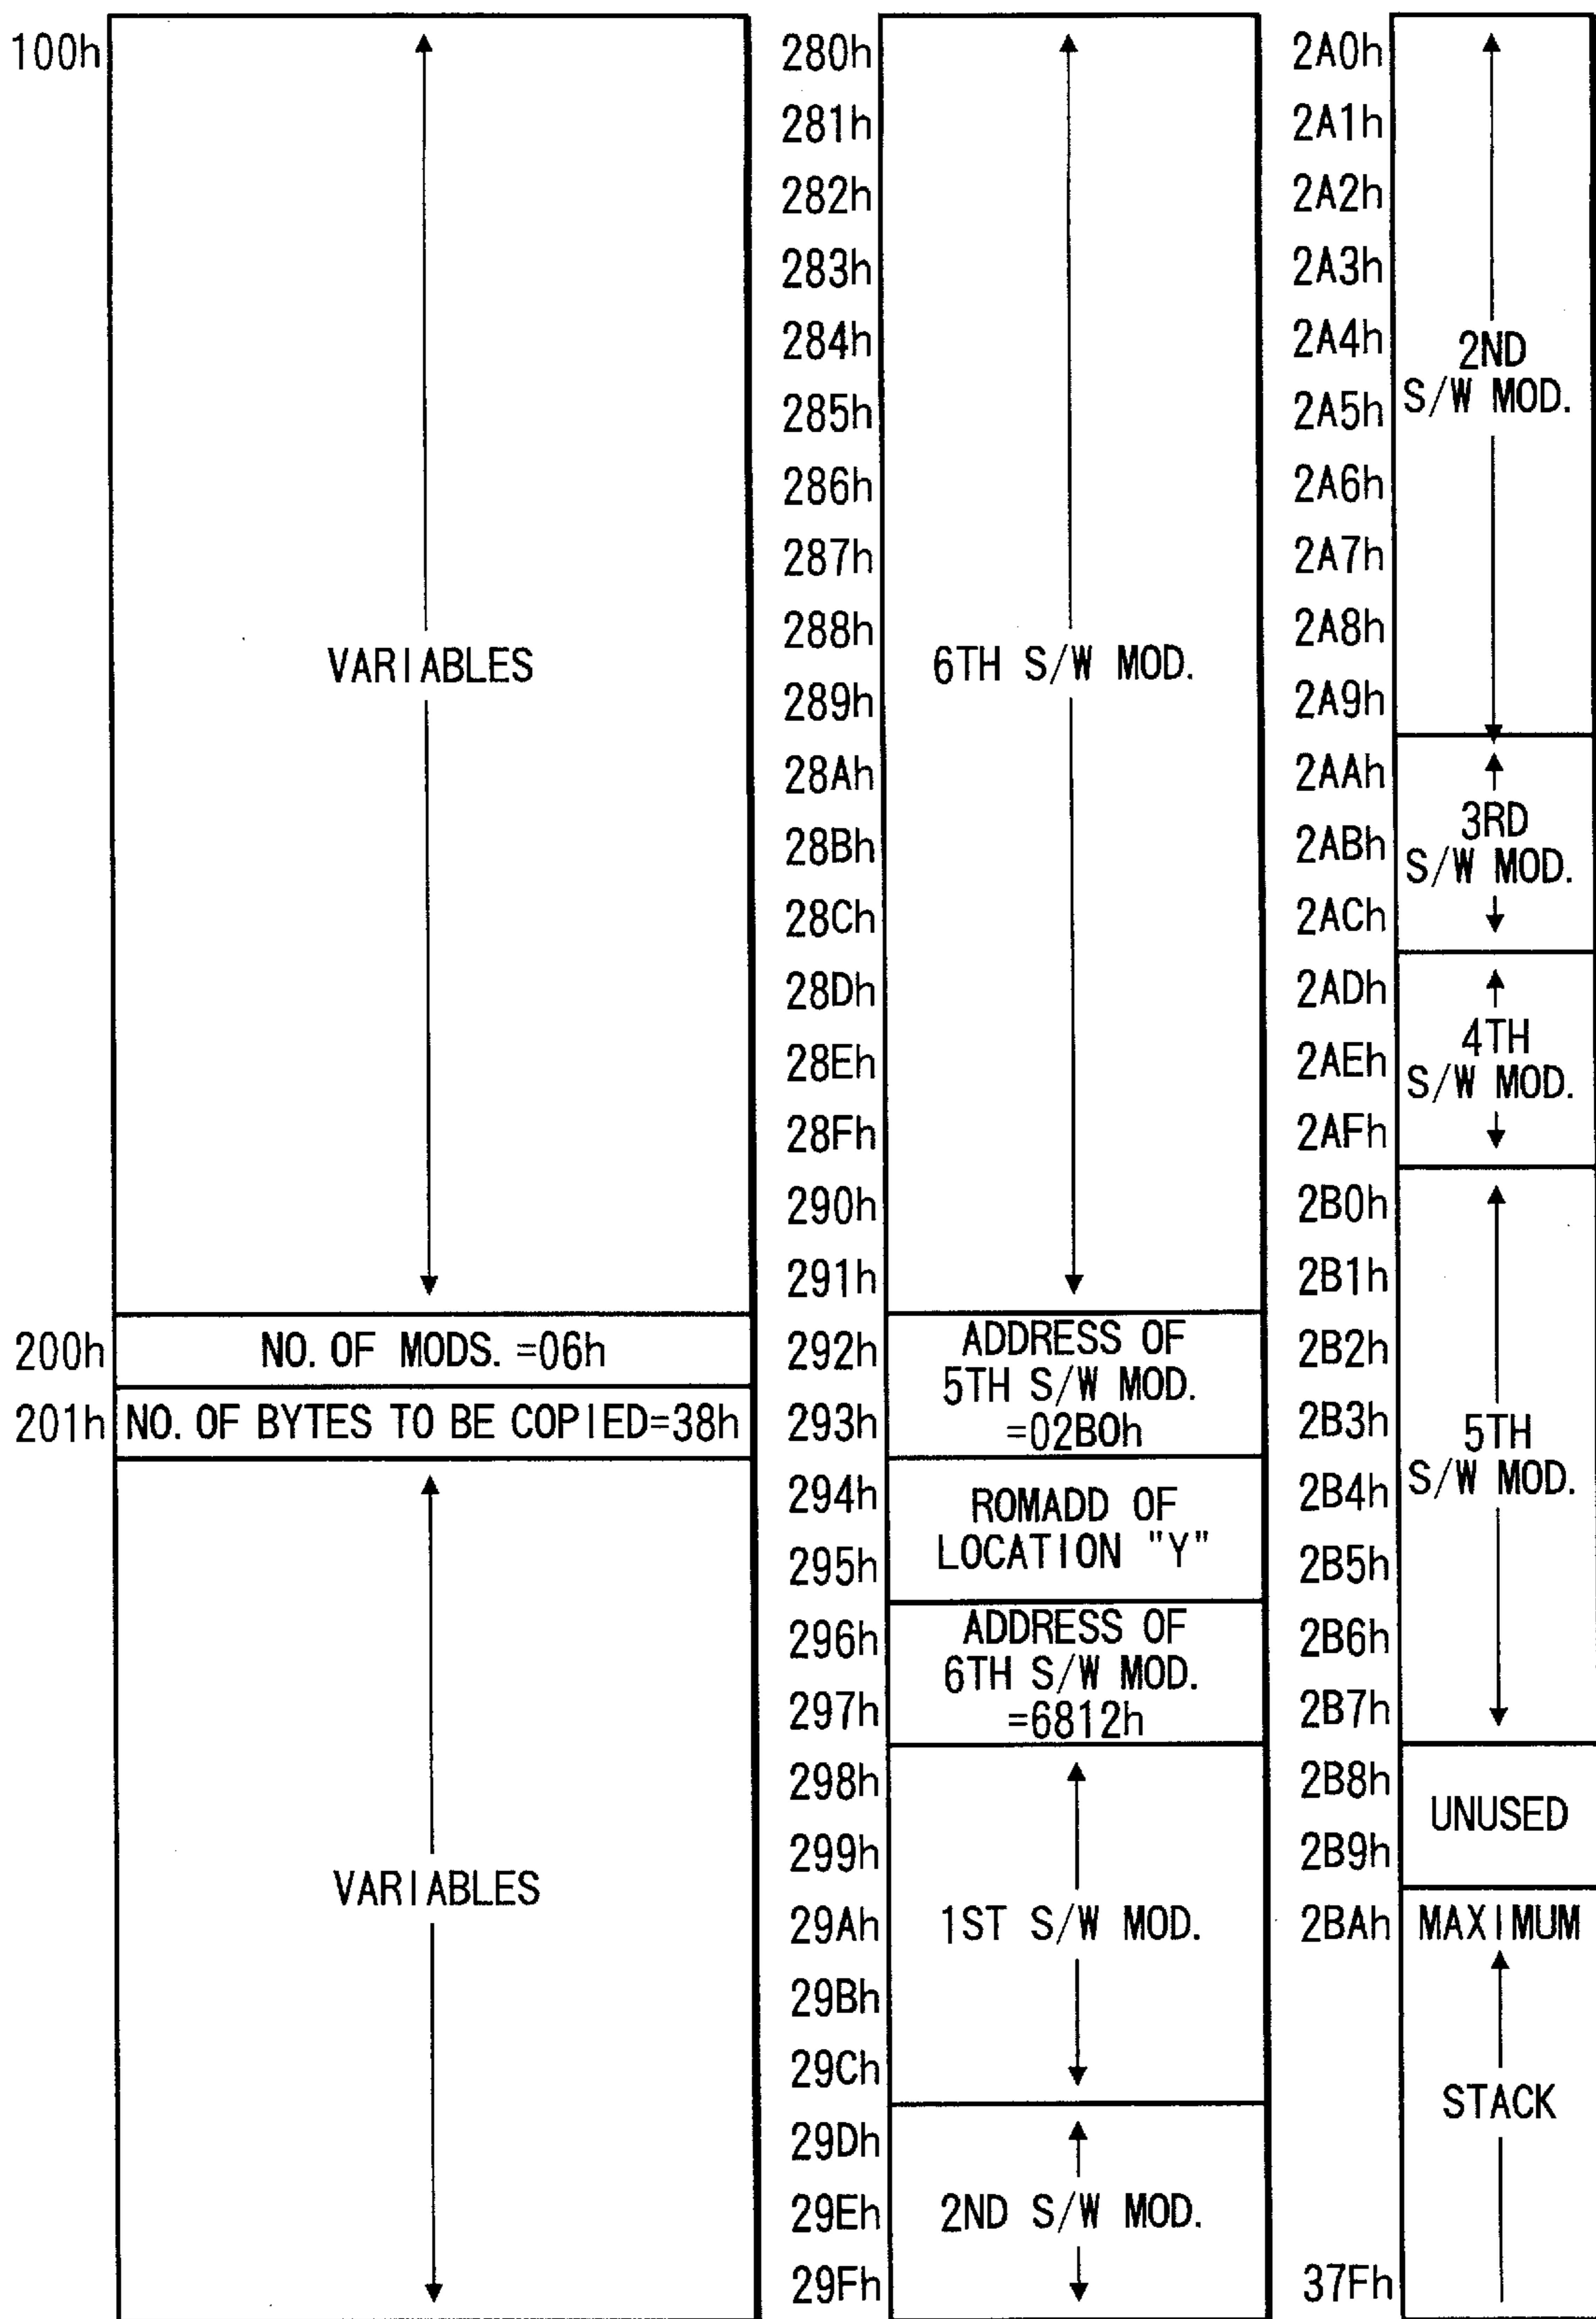 100h
VARIABLES
200h
NO. OF MODS. =06h
201h
NO. OF BYTES TO BE COPIED=38h
VARIABLES
280h
281h
282h
283h
284h
285h
286h
287h
288h
289h
28Ah
28Bh
28Ch
28Dh
28Eh
28Fh
290h
291h
6TH S/W MOD.
292h
293h
ADDRESS OF
5TH S/W MOD.
=02B0h
294h
295h
ROMADD OF
LOCATION "Y"
296h
297h
ADDRESS OF
6TH S/W MOD.
=6812h
298h
299h
29Ah
29Bh
29Ch
1ST S/W MOD.
29Dh
29Eh
29Fh
2ND S/W MOD.
2A0h
2A1h
2A2h
2A3h
2A4h
2A5h
2A6h
2A7h
2A8h
2A9h
2ND
S/W MOD.
2AAh
2ABh
2ACh
3RD
S/W MOD.
2ADh
2AEh
2AFh
4TH
S/W MOD.
2B0h
2B1h
2B2h
2B3h
2B4h
2B5h
2B6h
2B7h
5TH
S/W MOD.
2B8h
2B9h
UNUSED
2BAh
MAXIMUM
STACK
37Fh